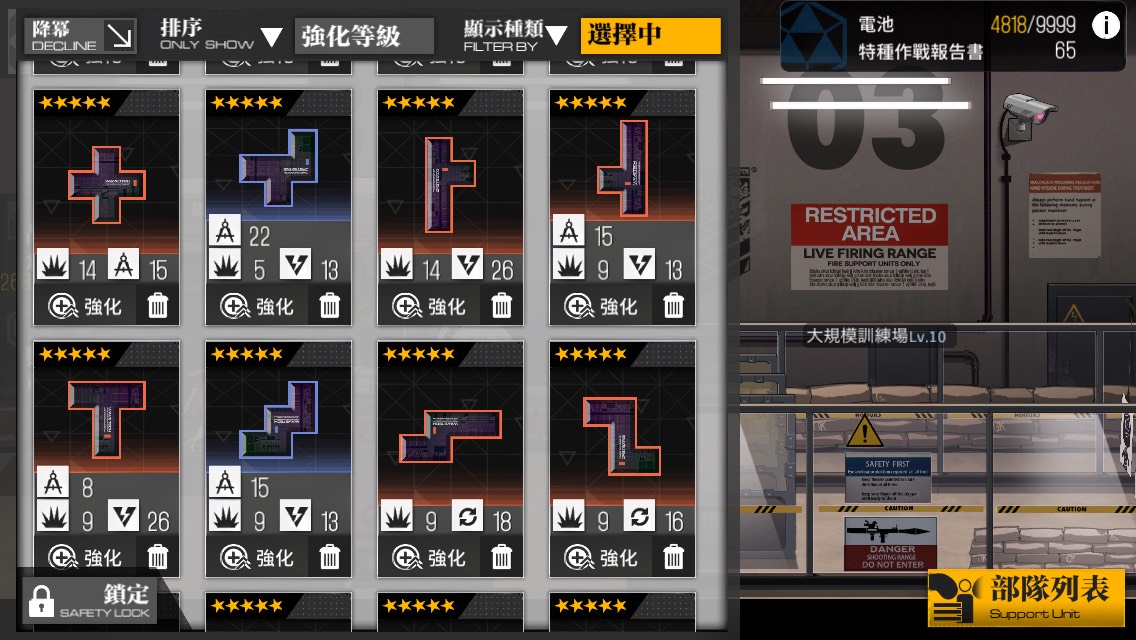 降冪
DECLINE
排序
ONLY SHOW
強化等級
顯示種類
FILTER BY
選擇中
電池
4818/9999
特種作戰報告書
65
03
RESTRICTED
AREA
LIVE FIRING RANGE
FIRE SUPPORT UNITS ONLY
14 15
22
5 13
14 26
15
9 13
強化
強化
強化
強化
大規模訓練場Lv.10
8
9 26
15
9 13
9 18
9 16
強化
強化
強化
強化
鎖定
SAFETY LOCK
SAFETY FIRST
CAUTION
CAUTION
DANGER
SHOOTING RANGE
DO NOT ENTER
部隊列表
Support Unit